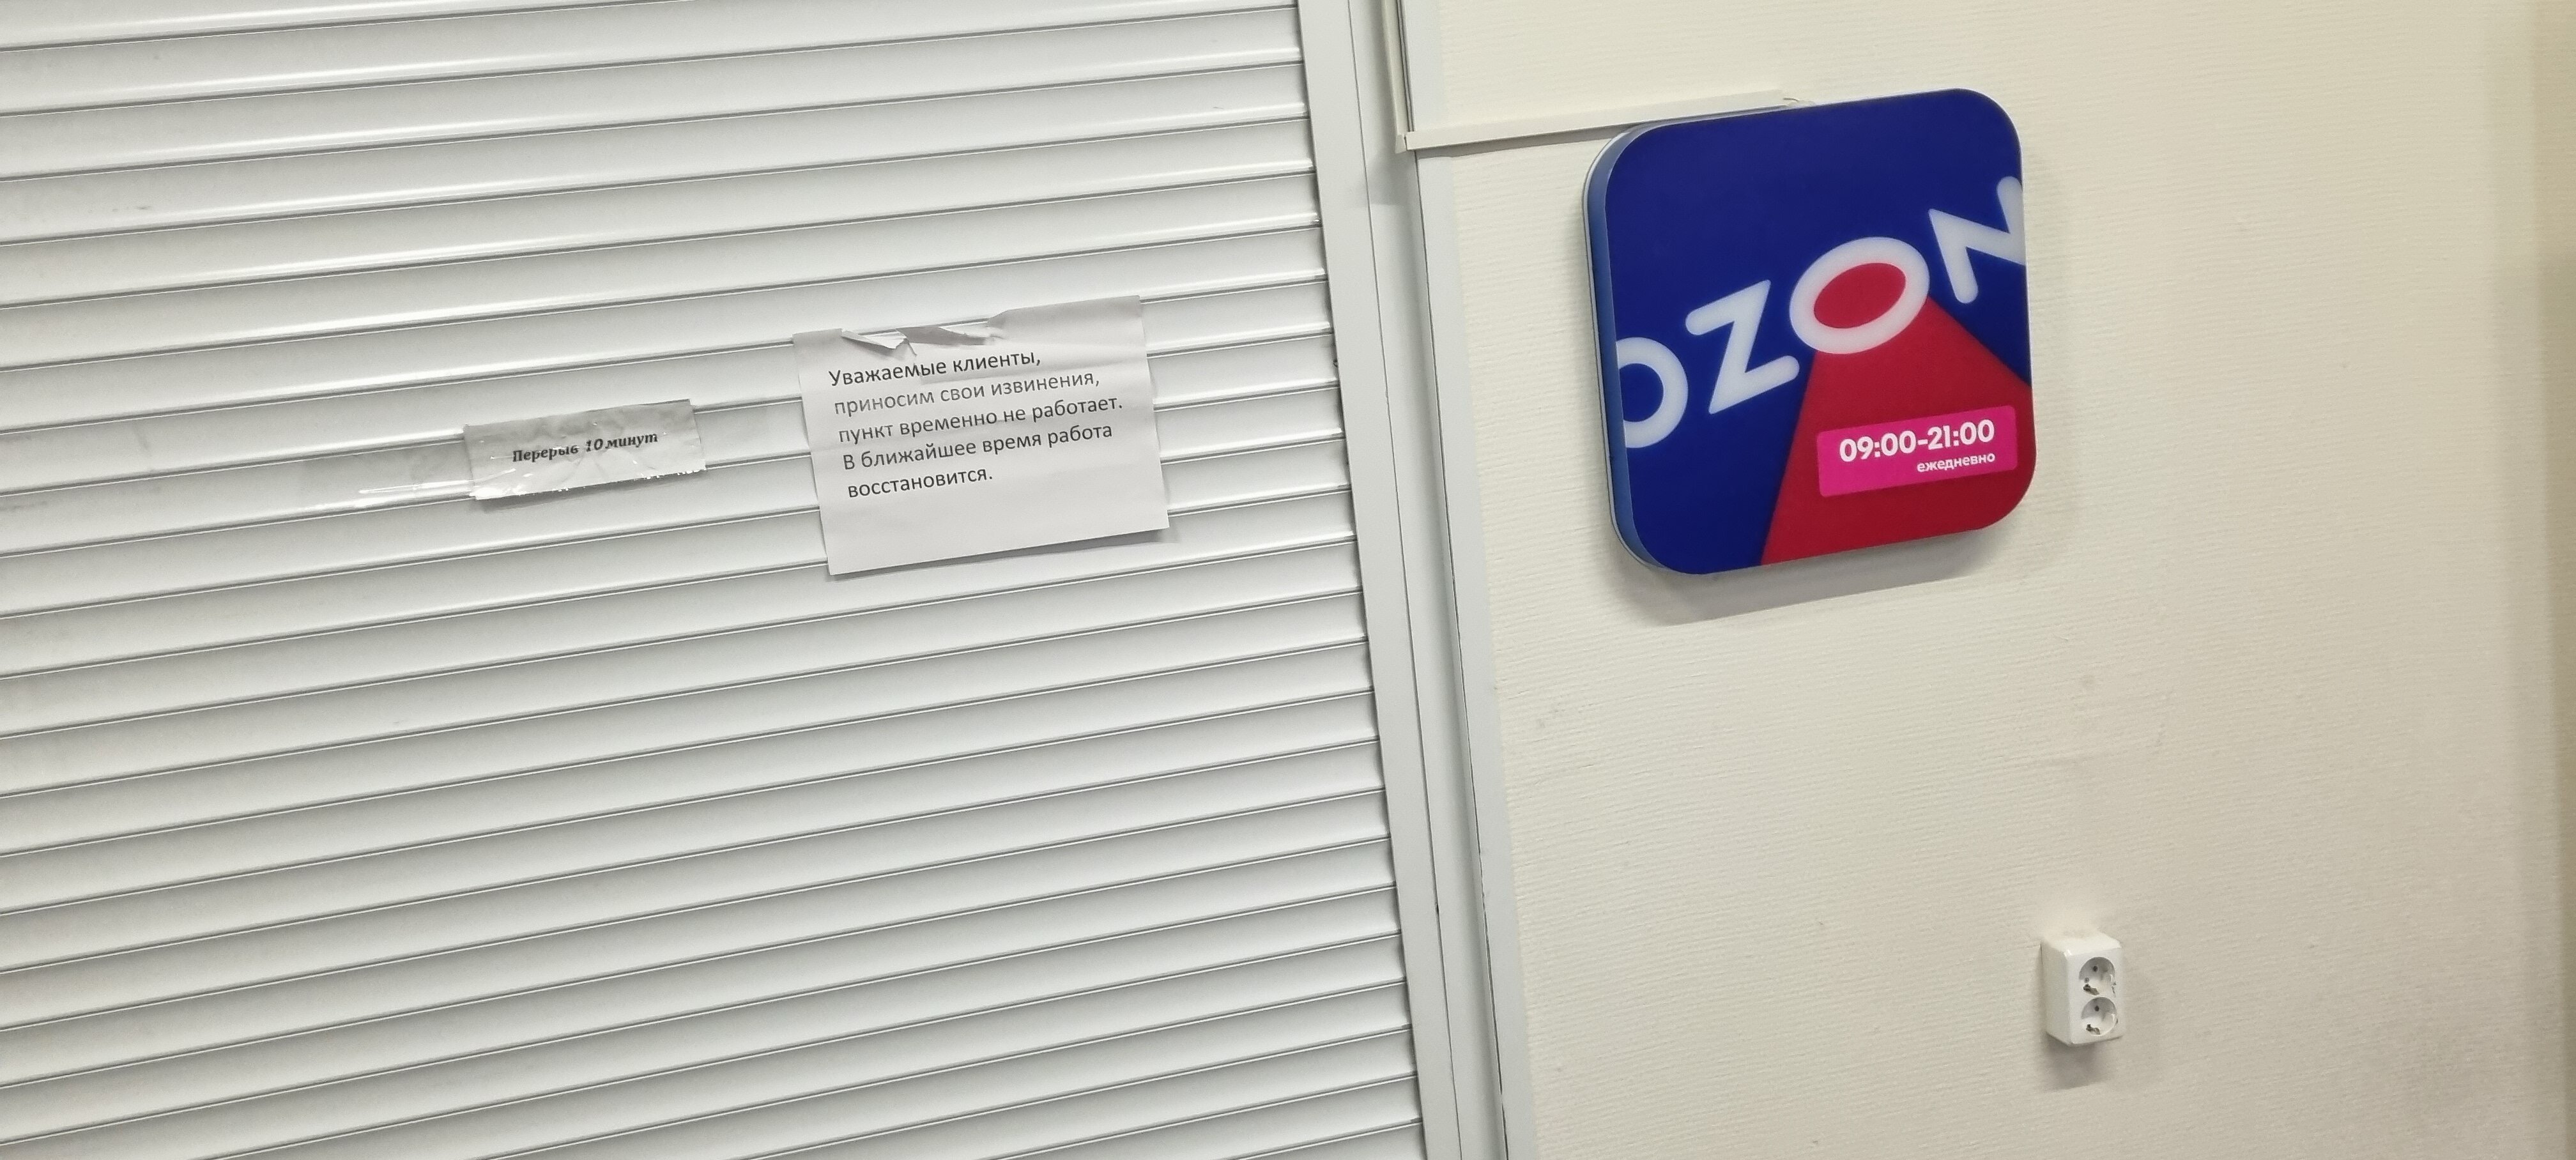 Перерыв 10 минут
Уважаемые клиенты,
приносим свои извинения,
пункт временно не работает.
В ближайшее время работа
восстановится.
OZON
09:00-21:00
ежедневно